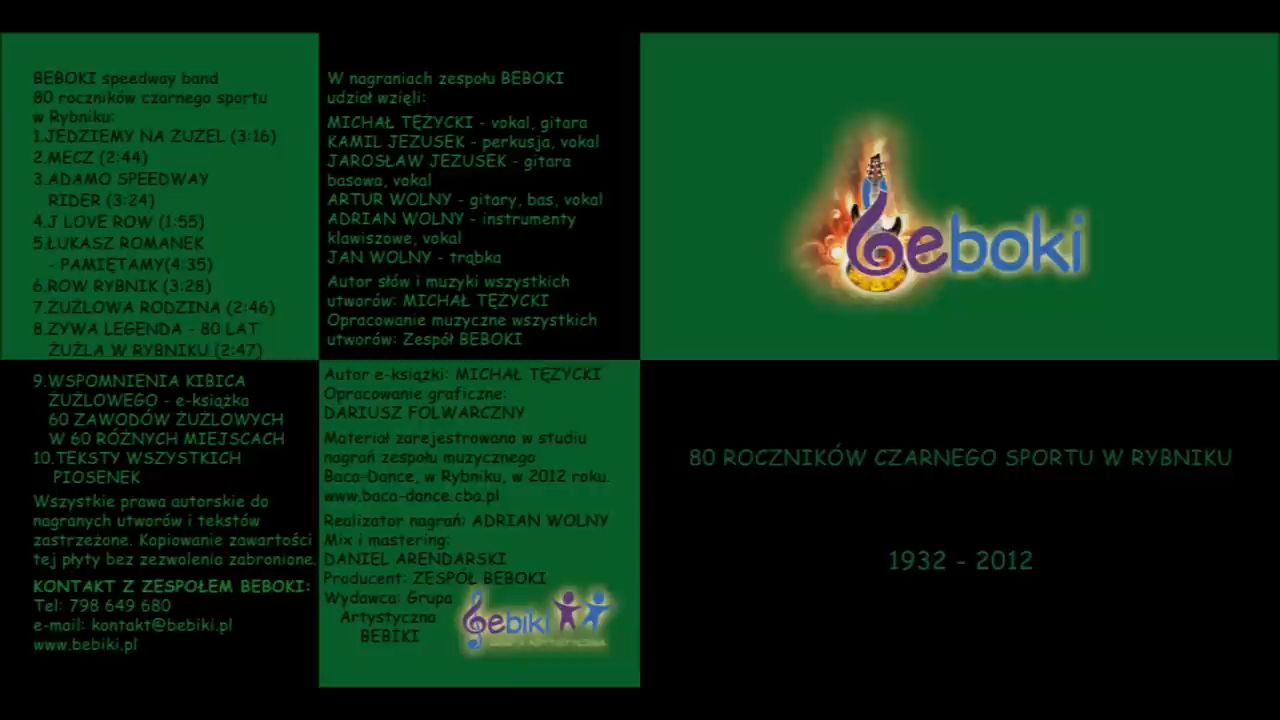 BEBOKI speedway band
80 roczników czarnego sportu
w Rybniku:
1.JEDZIEMY NA ŻUŻEL (3:16)
2.MECZ (2:44)
3.ADAMO SPEEDWAY
RIDER (3:24)
4.J LOVE ROW (1:55)
5.ŁUKASZ ROMANEK
- PAMIĘTAMY(4:35)
6.ROW RYBNIK (3:28)
7.ŻUŻLOWA RODZINA (2:46)
8.ŻYWA LEGENDA - 80 LAT
ŻUŻLA W RYBNIKU (2:47)
9.WSPOMNIENIA KIBICA
ŻUŻLOWEGO - e-książka
60 ZAWODÓW ŻUŻLOWYCH
W 60 RÓŻNYCH MIEJSCACH
10.TEKSTY WSZYSTKICH
PIOSENEK
Wszystkie prawa autorskie do
nagranych utworów i tekstów
zastrzeżone. Kopiowanie zawartości
tej płyty bez zezwolenia zabronione.
KONTAKT Z ZESPOŁEM BEBOKI:
Tel: 798 649 680
e-mail: kontakt@bebiki.pl
www.bebiki.pl
W nagraniach zespołu BEBOKI
udział wzięli:
MICHAŁ TĘŻYCKI - vokal, gitara
KAMIL JEZUSEK - perkusja, vokal
JAROSŁAW JEZUSEK - gitara
basowa, vokal
ARTUR WOLNY - gitary, bas, vokal
ADRIAN WOLNY - instrumenty
klawiszowe, vokal
JAN WOLNY - trąbka
Autor słów i muzyki wszystkich
utworów: MICHAŁ TĘŻYCKI
Opracowanie muzyczne wszystkich
utworów: Zespół BEBOKI
Autor e-książki: MICHAŁ TĘŻYCKI
Opracowanie graficzne:
DARIUSZ FOLWARCZNY
Materiał zarejestrowano w studiu
nagrań zespołu muzycznego
Baca-Dance, w Rybniku, w 2012 roku.
www.baca-dance.cba.pl
Realizator nagrań: ADRIAN WOLNY
Mix i mastering:
DANIEL ARENDARSKI
Producent: ZESPÓŁ BEBOKI
Wydawca: Grupa
Artystyczna
BEBIKI
bebiki
beboki
80 ROCZNIKÓW CZARNEGO SPORTU W RYBNIKU
1932 - 2012